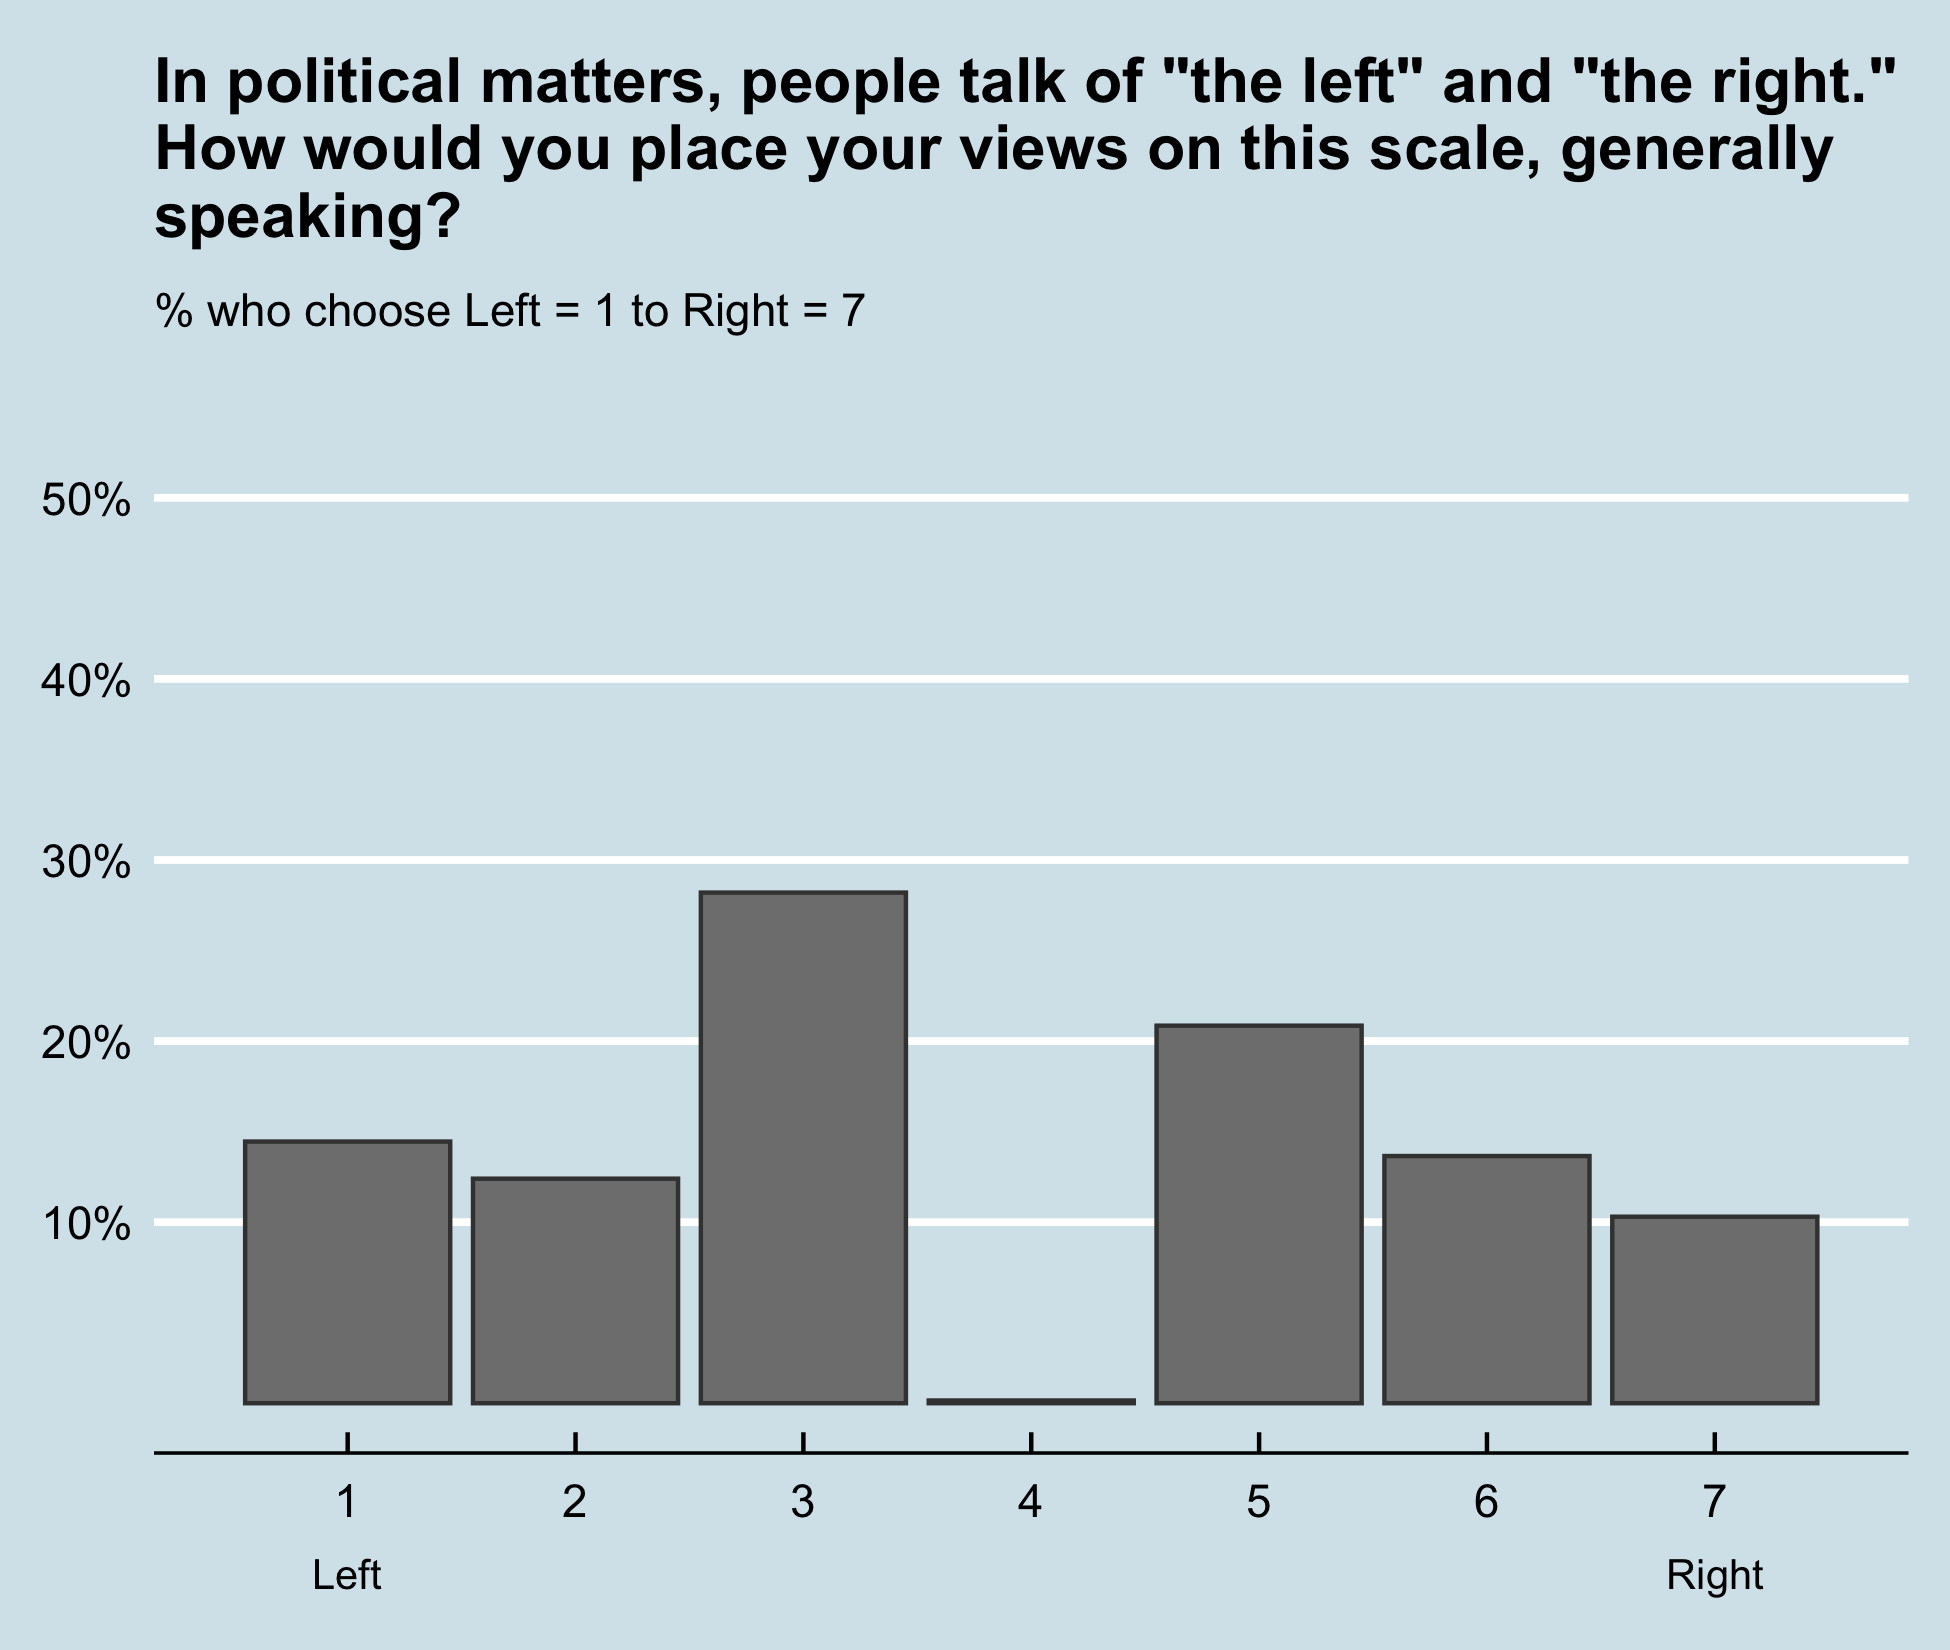 In political matters, people talk of "the left" and "the right."
How would you place your views on this scale, generally
speaking?
% who choose Left = 1 to Right = 7
50%
40%
30%
20%
10%
1 2 3 4 5 6 7
Left Right